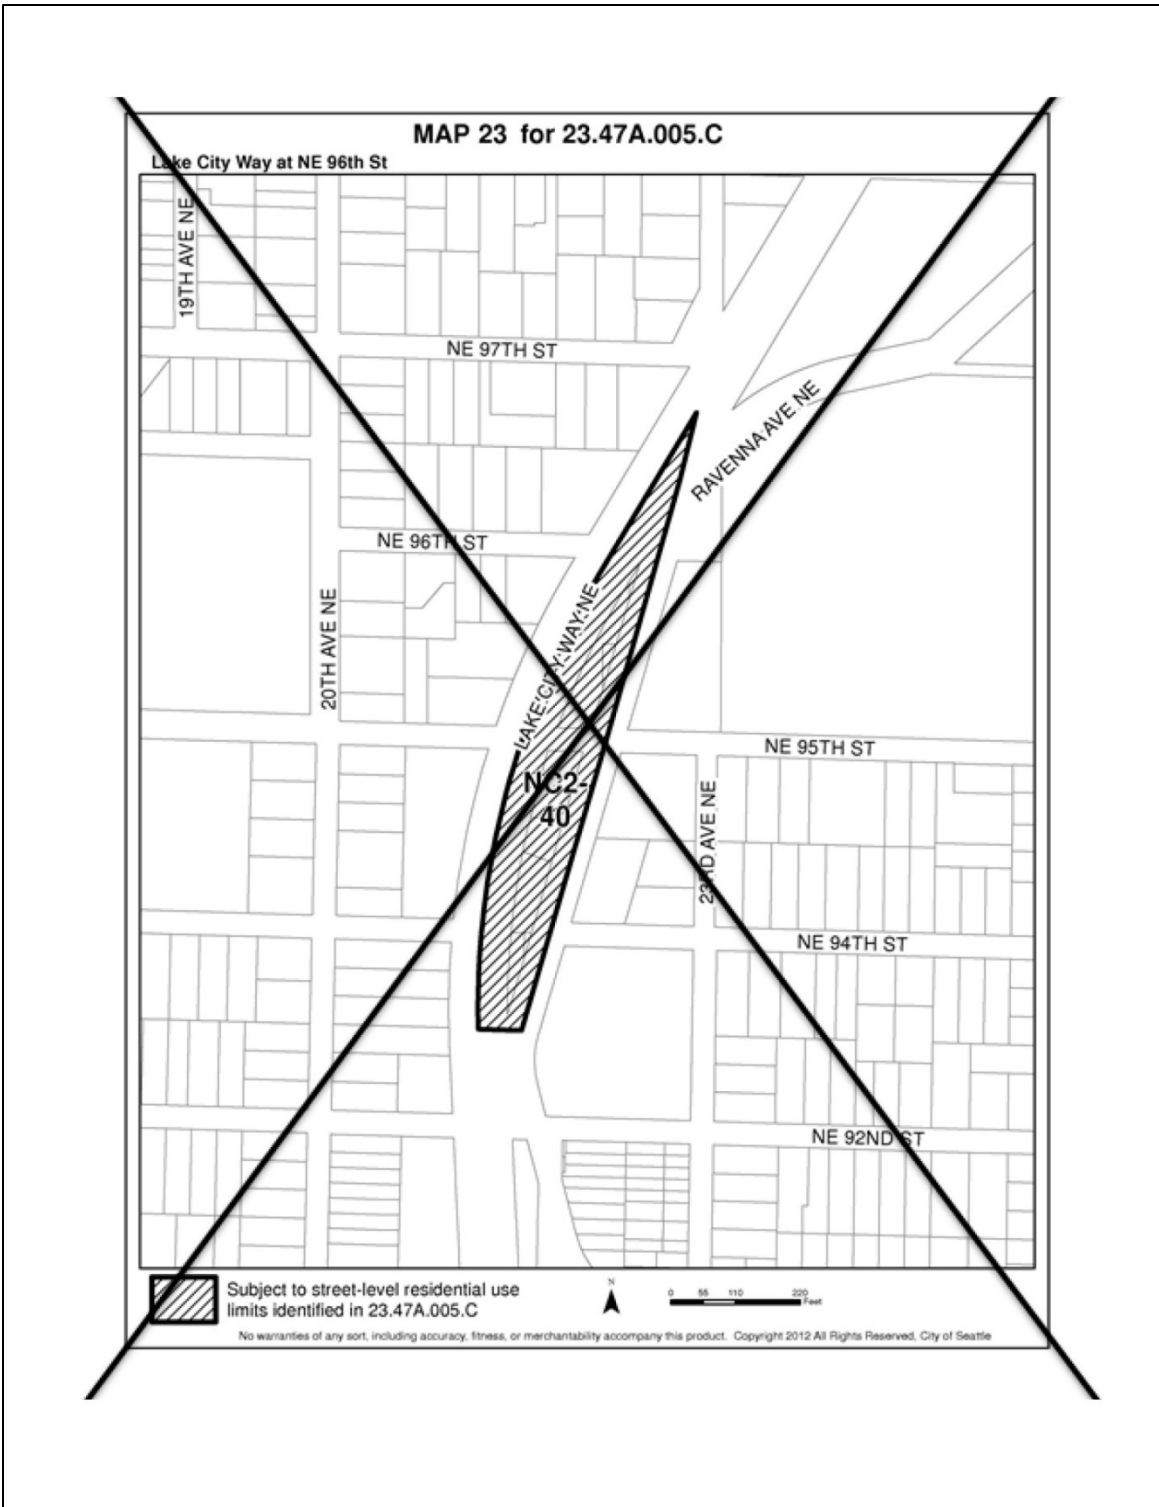 MAP 23 for 23.47A.005.C
Lake City Way at NE 96th St
19TH AVE NE
NE 97TH ST
RAVENNA AVE NE
NE 96TH ST
20TH AVE NE
LAKE CITY WAY NE
NE 95TH ST
NC2-
40
23RD AVE NE
NE 94TH ST
NE 92ND ST
Subject to street-level residential use
limits identified in 23.47A.005.C
N
0 55 110 220
Feet
No warranties of any sort, including accuracy, fitness, or merchantability accompany this product. Copyright 2012 All Rights Reserved, City of Seattle